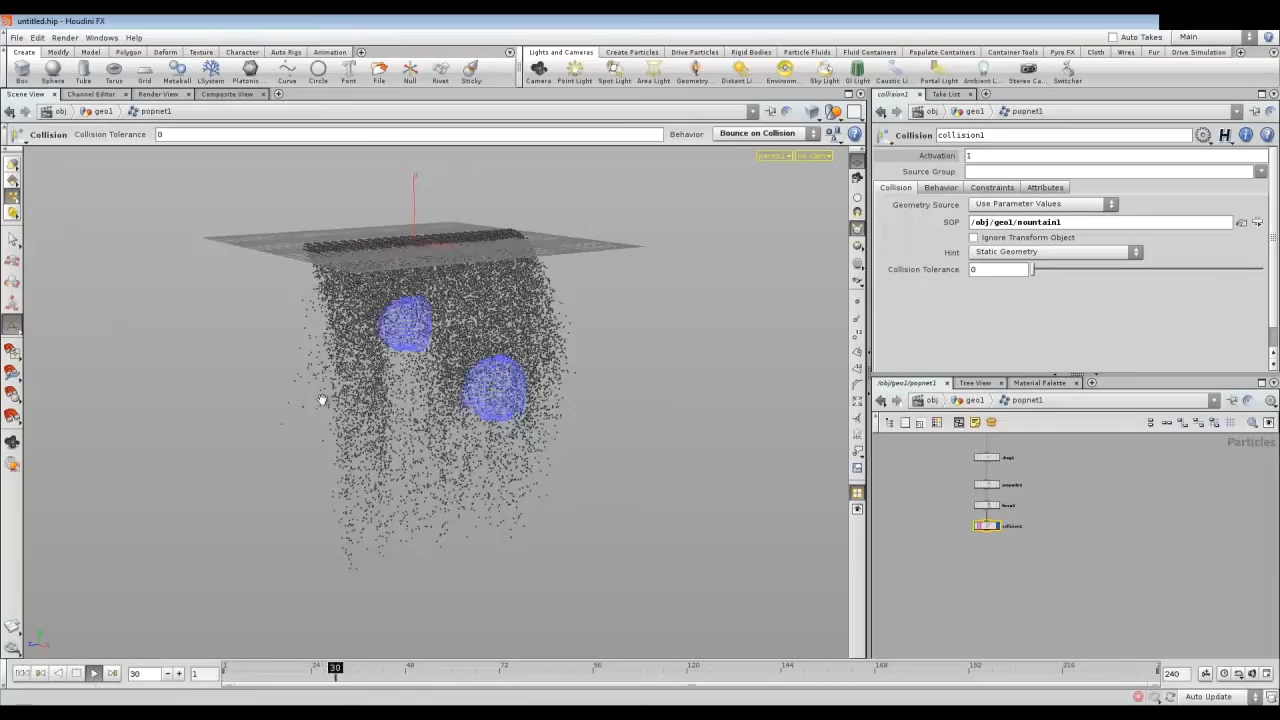 untitled.hip - Houdini FX
File Edit Render Windows Help
Auto Takes Main
Create Modify Model Polygon Deform Texture Character Auto Rigs Animation
Lights and Cameras Create Particles Drive Particles Rigid Bodies Particle Fluids Fluid Containers Populate Containers Container Tools Pyro FX Cloth Wires Fur Drive Simulation
Box Sphere Tube Torus Grid Metaball LSystem Platonic ... Curve Circle Font File Null Rivet Sticky
Camera Point Light Spot Light Area Light Geometry... Distant Li... Environm... Sky Light GI Light Caustic Li... Portal Light Ambient L... Stereo Ca... Switcher
Scene View Channel Editor Render View Composite View
collision1 Take List
obj geo1 popnet1
obj geo1 popnet1
Collision Collision Tolerance 0 Behavior Bounce on Collision
Collision collision1
persp1 no cam
Activation 1
Source Group
Collision Behavior Constraints Attributes
Geometry Source Use Parameter Values
SOP /obj/geo1/mountain1
Ignore Transform Object
Hint Static Geometry
Collision Tolerance 0
/obj/geo1/popnet1 Tree View Material Palette
obj geo1 popnet1
Particles
30 1
1 24 30 48 72 96 120 144 168 216
240
Auto Update